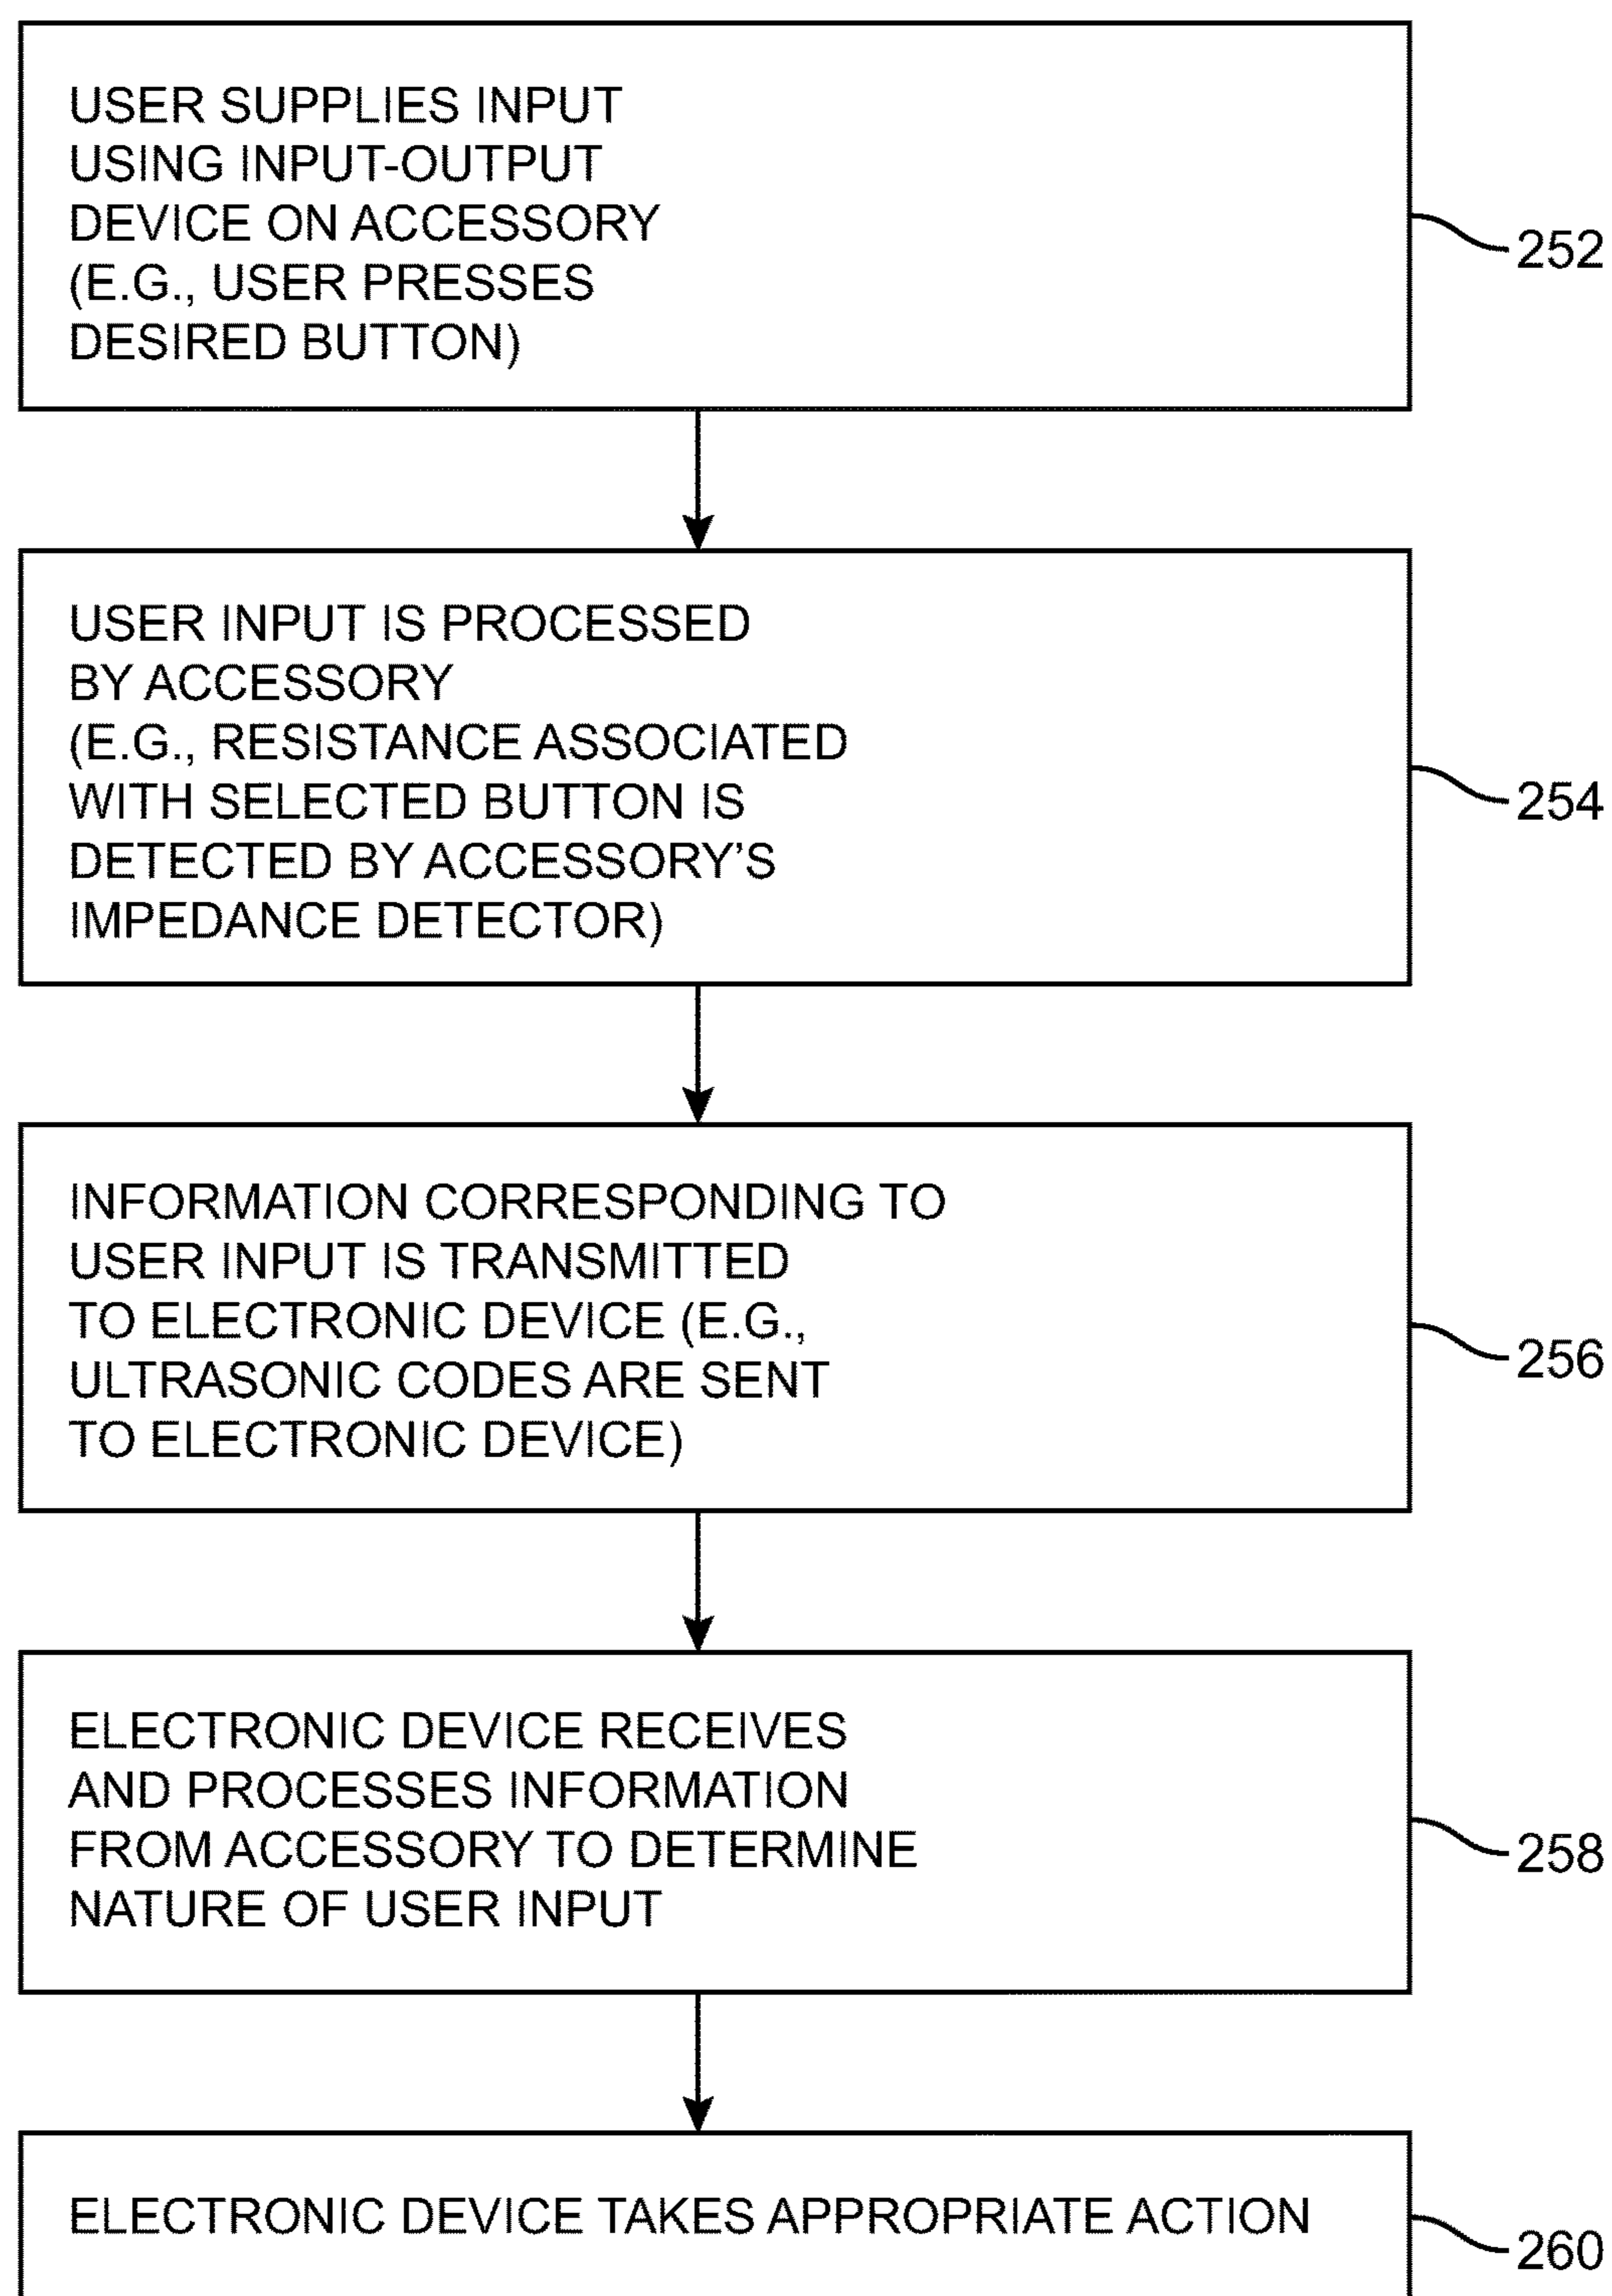 USER SUPPLIES INPUT
USING INPUT-OUTPUT
DEVICE ON ACCESSORY
(E.G., USER PRESSES
DESIRED BUTTON)
252
USER INPUT IS PROCESSED
BY ACCESSORY
(E.G., RESISTANCE ASSOCIATED
WITH SELECTED BUTTON IS
DETECTED BY ACCESSORY'S
IMPEDANCE DETECTOR)
254
INFORMATION CORRESPONDING TO
USER INPUT IS TRANSMITTED
TO ELECTRONIC DEVICE (E.G.,
ULTRASONIC CODES ARE SENT
TO ELECTRONIC DEVICE)
256
ELECTRONIC DEVICE RECEIVES
AND PROCESSES INFORMATION
FROM ACCESSORY TO DETERMINE
NATURE OF USER INPUT
258
ELECTRONIC DEVICE TAKES APPROPRIATE ACTION
260